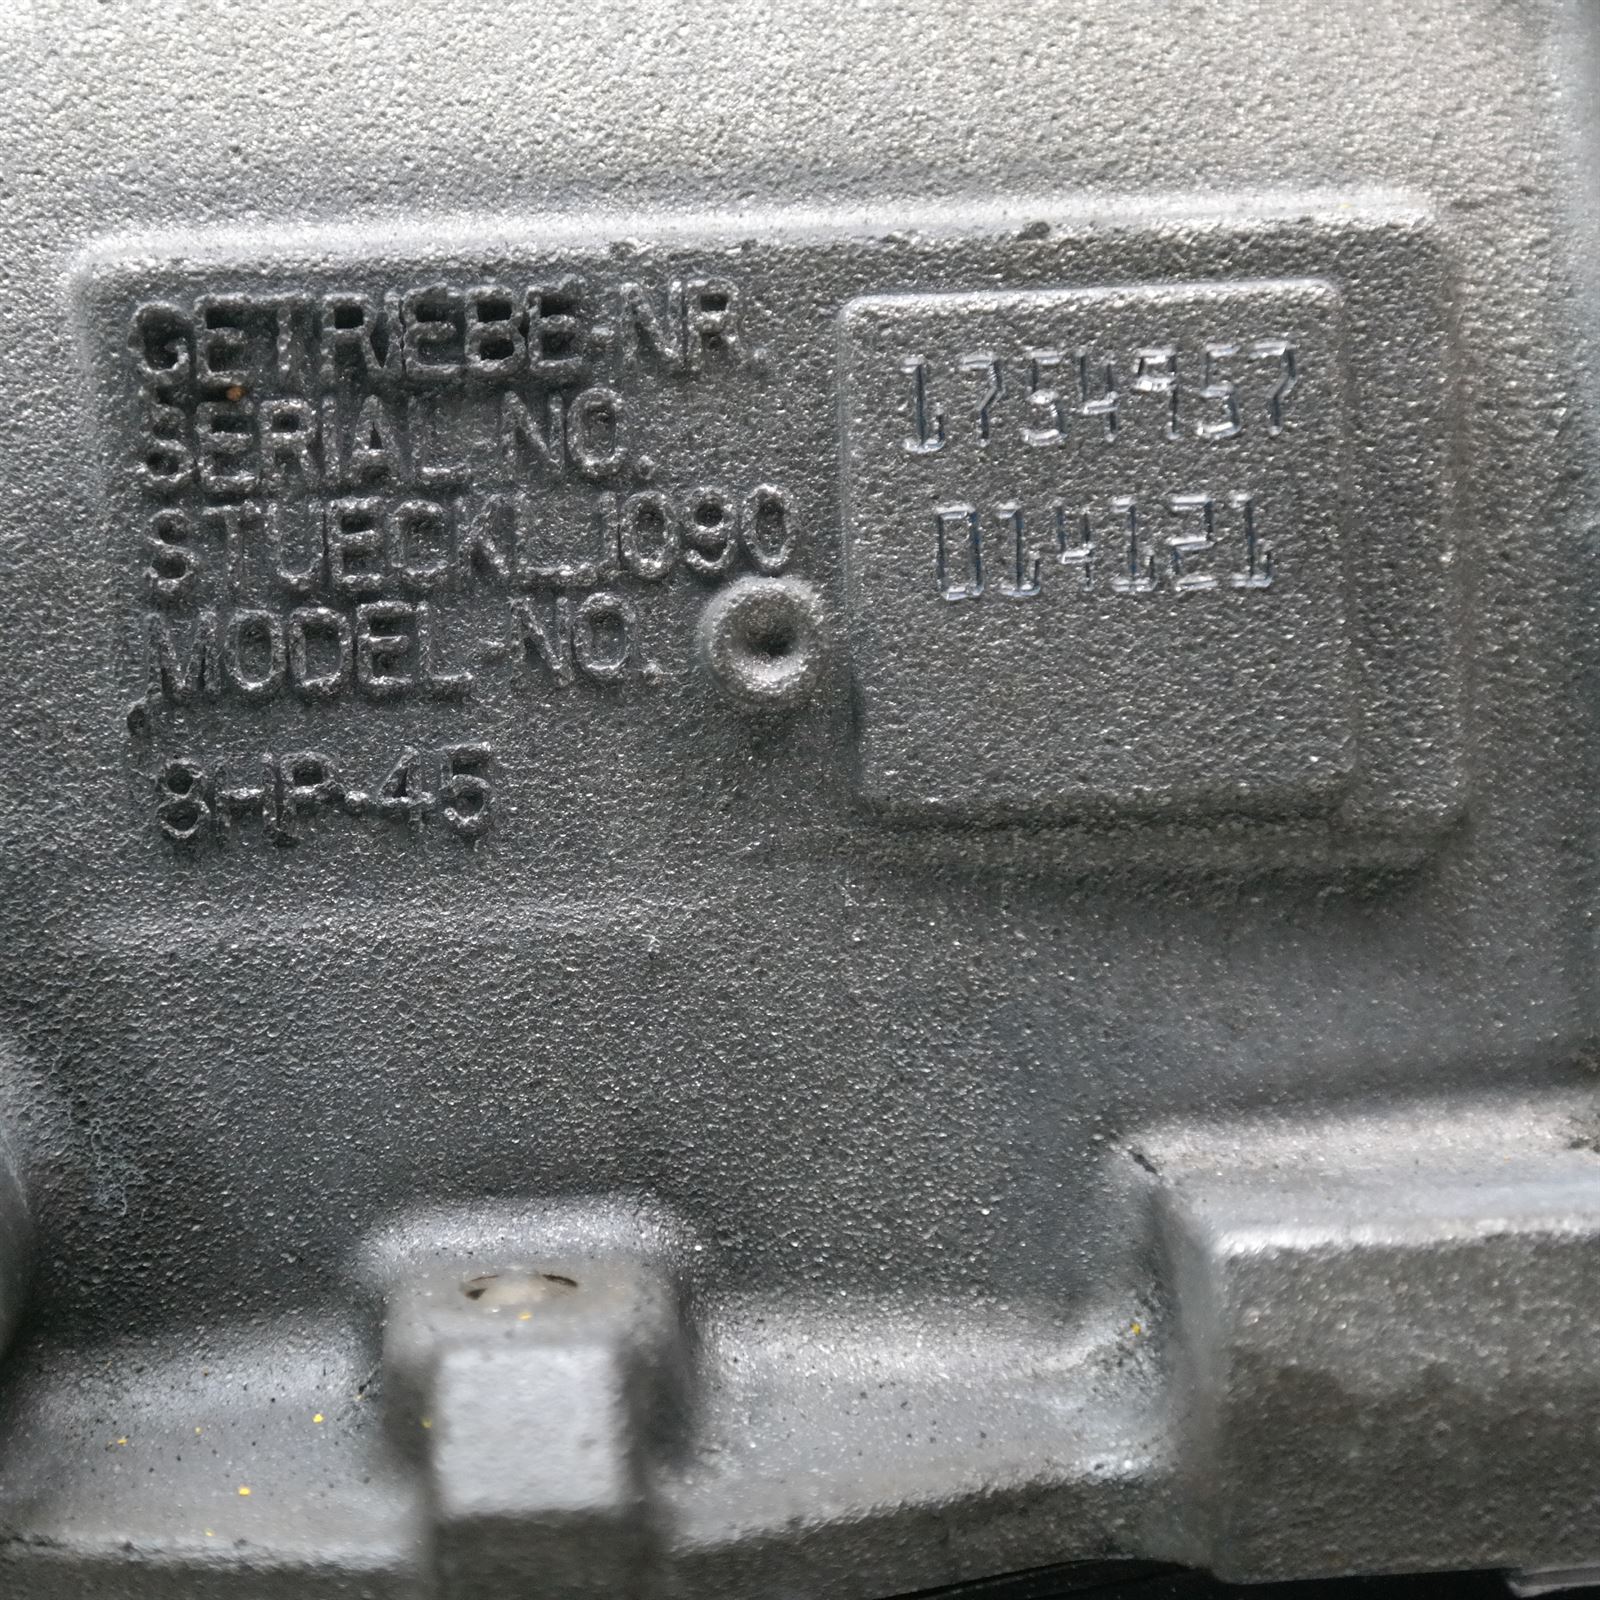 GETRIEBE-NR.
SERIAL-NO.
STUECKL.1090
MODEL-NO.
8HP-45
1754957
014121